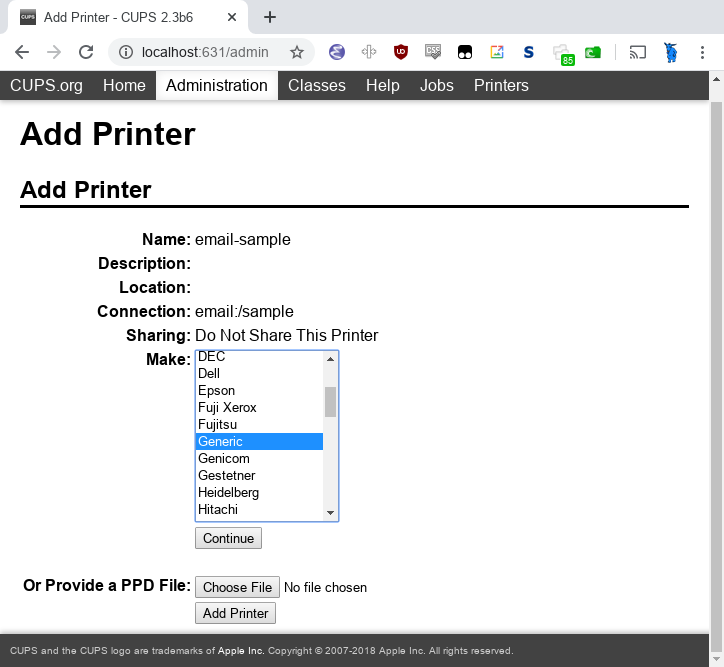 CUPS Add Printer - CUPS 2.3b6
localhost:631/admin
UD CSS S 85
CUPS.org Home Administration Classes Help Jobs Printers
Add Printer
Add Printer
Name: email-sample
Description:
Location:
Connection: email:/sample
Sharing: Do Not Share This Printer
Make: DEC
Dell
Epson
Fuji Xerox
Fujitsu
Generic
Genicom
Gestetner
Heidelberg
Hitachi
Continue
Or Provide a PPD File: Choose File No file chosen
Add Printer
CUPS and the CUPS logo are trademarks of Apple Inc. Copyright © 2007-2018 Apple Inc. All rights reserved.